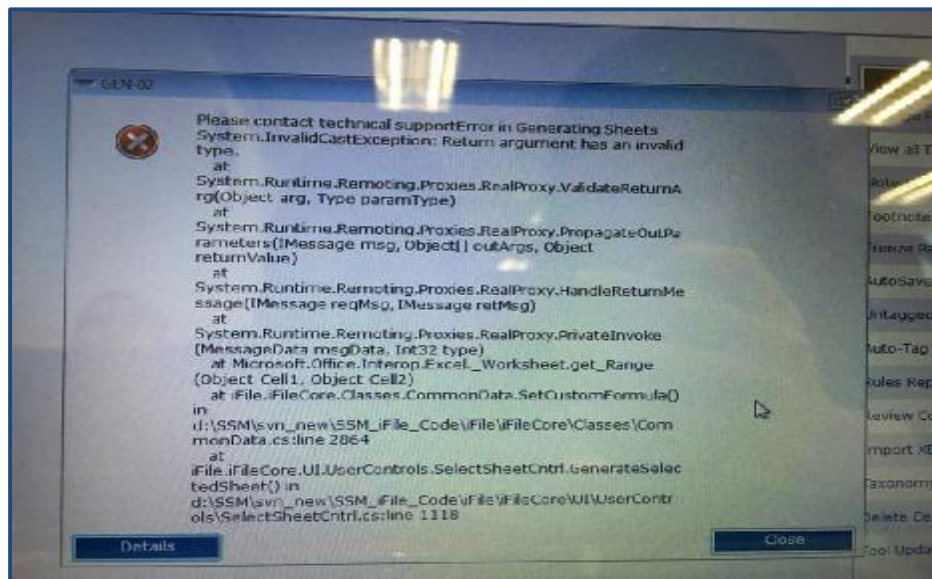 GEN-02
Please contact technical supportError in Generating Sheets
System.InvalidCastException: Return argument has an invalid
type.
at
System.Runtime.Remoting.Proxies.RealProxy.ValidateReturnA
rg(Object arg, Type paramType)
at
System.Runtime.Remoting.Proxies.RealProxy.PropagateOutPa
rameters(IMessage msg, Object[] outArgs, Object
returnValue)
at
System.Runtime.Remoting.Proxies.RealProxy.HandleReturnMe
ssage(IMessage reqMsg, IMessage retMsg)
at
System.Runtime.Remoting.Proxies.RealProxy.PrivateInvoke
(MessageData msgData, Int32 type)
at Microsoft.Office.Interop.Excel._Worksheet.get_Range
(Object Cell1, Object Cell2)
at iFile.iFileCore.Classes.CommonData.SetCustomFormula()
in
d:\SSM\svn_new\SSM_iFile_Code\iFile\iFileCore\Classes\Com
monData.cs:line 2864
at
iFile.iFileCore.UI.UserControls.SelectSheetCntrl.GenerateSelec
tedSheet() in
d:\SSM\svn_new\SSM_iFile_Code\iFile\iFileCore\UI\UserContr
ols\SelectSheetCntrl.cs:line 1118
Details
Close
View all
Footnote
AutoSave
Untagged
Auto-Tag
Rules Rep
Review Co
Import XB
Taxonomy
Delete De
Tool Upda